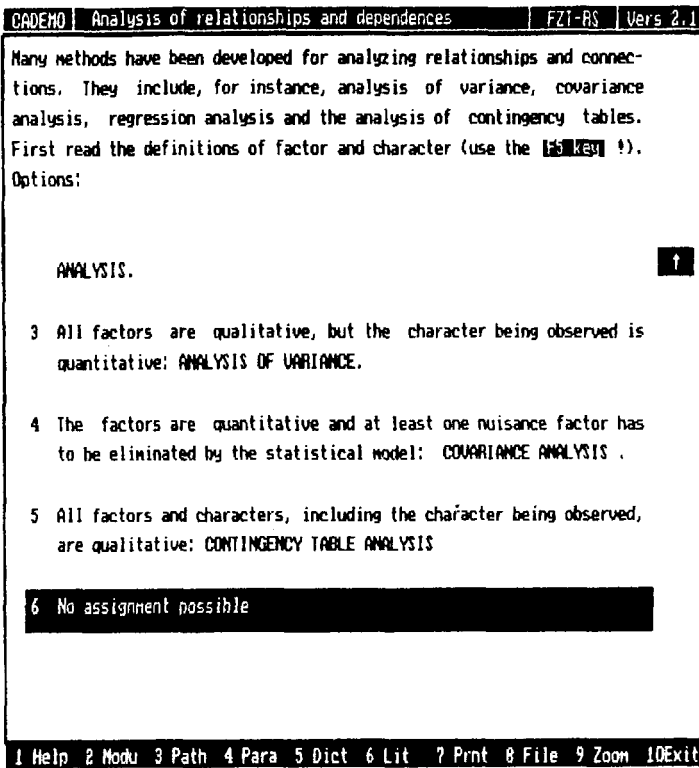 CADEMO Analysis of relationships and dependences FZT-RS Vers 2.1
Many methods have been developed for analyzing relationships and connec-
tions. They include, for instance, analysis of variance, covariance
analysis, regression analysis and the analysis of contingency tables.
First read the definitions of factor and character (use the F5 key !).
Options:
ANALYSIS. ↑
3 All factors are qualitative, but the character being observed is
quantitative: ANALYSIS OF VARIANCE.
4 The factors are quantitative and at least one nuisance factor has
to be eliminated by the statistical model: COVARIANCE ANALYSIS .
5 All factors and characters, including the character being observed,
are qualitative: CONTINGENCY TABLE ANALYSIS
6 No assignment possible
1 Help 2 Modu 3 Path 4 Para 5 Dict 6 Lit 7 Prnt 8 File 9 Zoom 10Exit